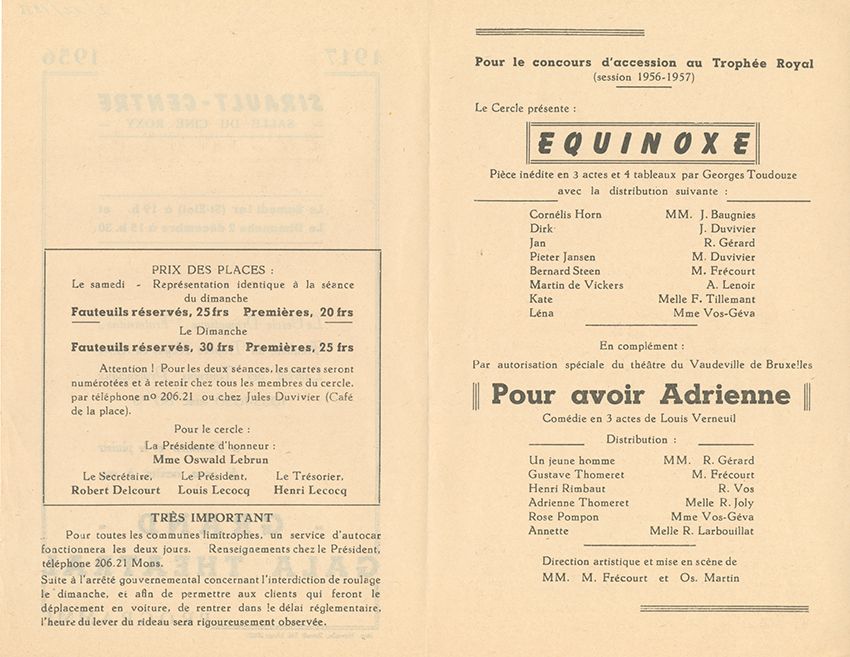 PRIX DES PLACES :
Le samedi - Représentation identique à la séance
du dimanche
Fauteuils réservés, 25 frs Premières, 20 frs
Le Dimanche
Fauteuils réservés, 30 frs Premières, 25 frs
Attention ! Pour les deux séances, les cartes seront
numérotées et à retenir chez tous les membres du cercle.
par téléphone no 206.21 ou chez Jules Duvivier (Café
de la place).
Pour le cercle :
La Présidente d'honneur :
Mme Oswald Lebrun
Le Secrétaire, Le Président, Le Trésorier,
Robert Delcourt Louis Lecocq Henri Lecocq
TRÈS IMPORTANT
Pour toutes les communes limitrophes, un service d'autocar
fonctionnera les deux jours. Renseignements chez le Président,
téléphone 206.21 Mons.
Suite à l'arrêté gouvernemental concernant l'interdiction de roulage
le dimanche, et afin de permettre aux clients qui feront le
déplacement en voiture, de rentrer dans le délai réglementaire,
l'heure du lever du rideau sera rigoureusement observée.
Pour le concours d'accession au Trophée Royal
(session 1956-1957)
Le Cercle présente :
EQUINOXE
Pièce inédite en 3 actes et 4 tableaux par Georges Toudouze
avec la distribution suivante :
Cornélis Horn MM. J. Baugnies
Dirk J. Duvivier
Jan R. Gérard
Pieter Jansen M. Duvivier
Bernard Steen M. Frécourt
Martin de Vickers A. Lenoir
Kate Melle F. Tillemant
Léna Mme Vos-Géva
En complément :
Par autorisation spéciale du théâtre du Vaudeville de Bruxelles
Pour avoir Adrienne
Comédie en 3 actes de Louis Verneuil
Distribution :
Un jeune homme MM. R. Gérard
Gustave Thomeret M. Frécourt
Henri Rimbaut R. Vos
Adrienne Thomeret Melle R. Joly
Rose Pompon Mme Vos-Géva
Annette Melle R. Larbouillat
Direction artistique et mise en scène de
MM. M. Frécourt et Os. Martin